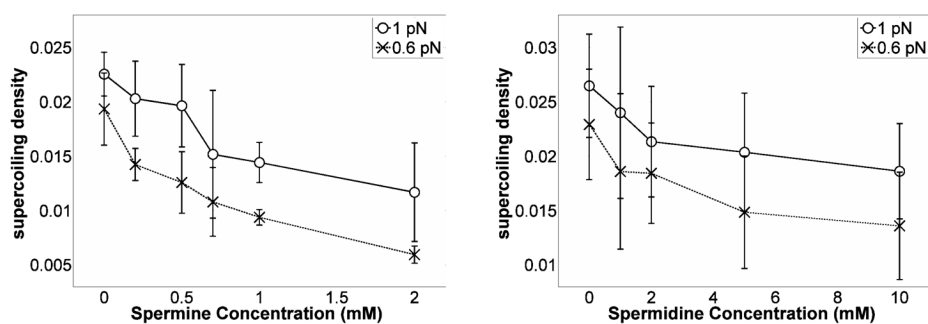 1 pN
0.6 pN
0.025
0.02
0.015
0.01
0.005
supercoiling density
0 0.5 1 1.5 2
Spermine Concentration (mM)
1 pN
0.6 pN
0.03
0.025
0.02
0.015
0.01
supercoiling density
0 2 4 6 8 10
Spermidine Concentration (mM)